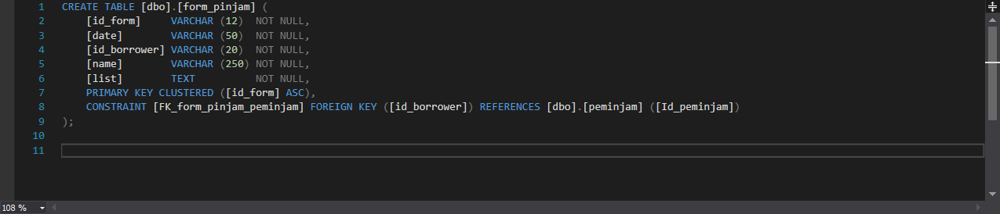 1 CREATE TABLE [dbo].[form_pinjam] (
2     [id_form]     VARCHAR (12)  NOT NULL,
3     [date]        VARCHAR (50)  NOT NULL,
4     [id_borrower] VARCHAR (20)  NOT NULL,
5     [name]        VARCHAR (250) NOT NULL,
6     [list]        TEXT          NOT NULL,
7     PRIMARY KEY CLUSTERED ([id_form] ASC),
8     CONSTRAINT [FK_form_pinjam_peminjam] FOREIGN KEY ([id_borrower]) REFERENCES [dbo].[peminjam] ([Id_peminjam])
9 );
10
11
108 %